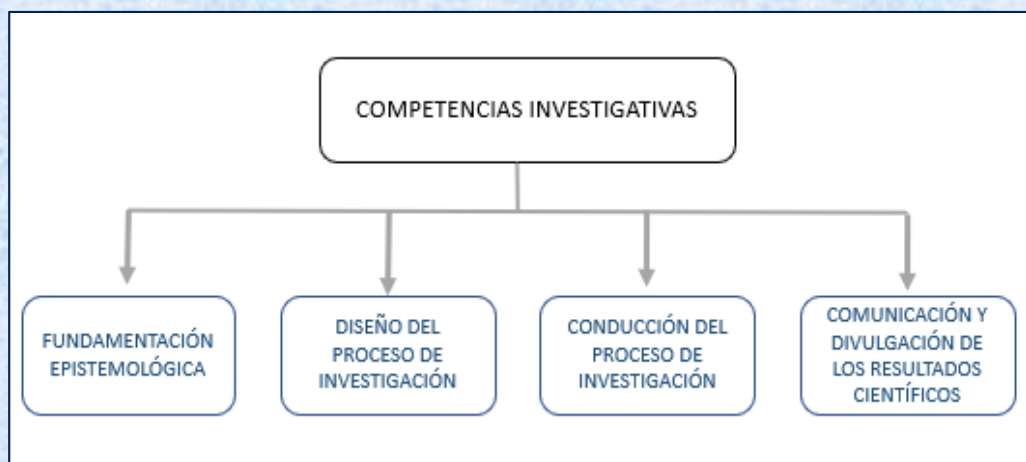 COMPETENCIAS INVESTIGATIVAS
FUNDAMENTACIÓN
EPISTEMOLÓGICA
DISEÑO DEL
PROCESO DE
INVESTIGACIÓN
CONDUCCIÓN DEL
PROCESO DE
INVESTIGACIÓN
COMUNICACIÓN Y
DIVULGACIÓN DE
LOS RESULTADOS
CIENTÍFICOS